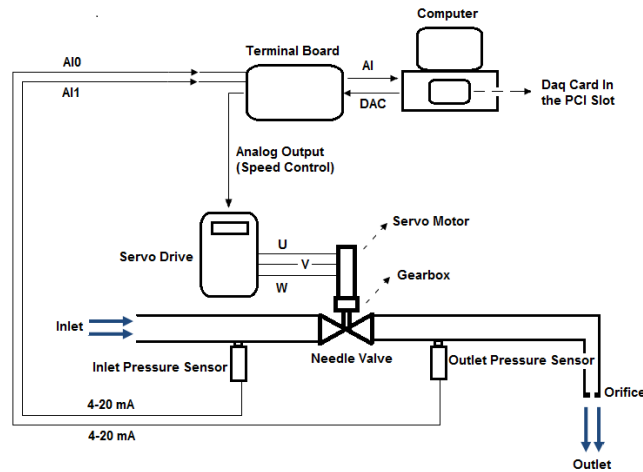 Computer
Terminal Board
AI0
AI
AI1
DAC
Daq Card In
the PCI Slot
Analog Output
(Speed Control)
Servo Motor
U
Servo Drive
V
Gearbox
W
Inlet
Needle Valve
Inlet Pressure Sensor
Outlet Pressure Sensor
Orifice
4-20 mA
4-20 mA
Outlet